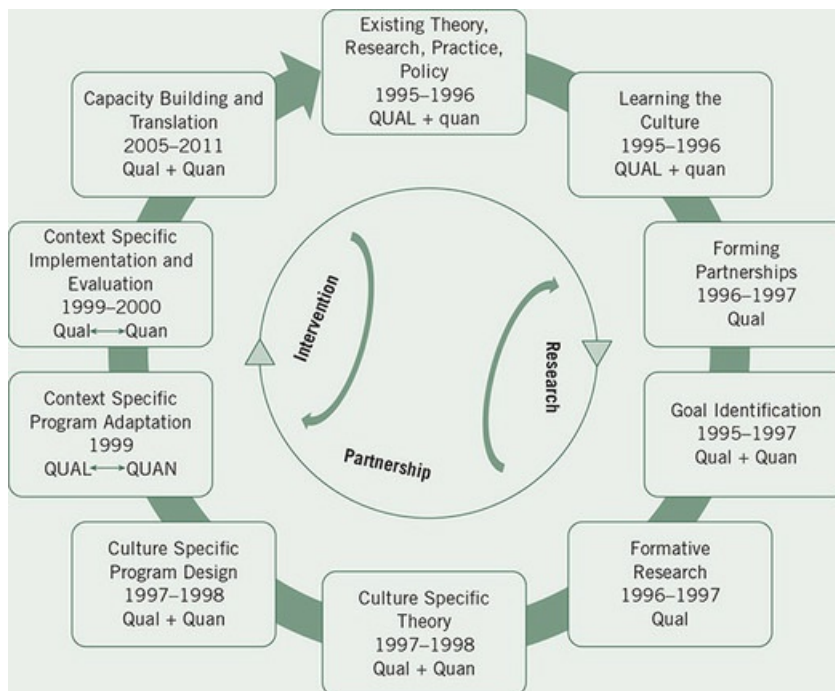 Existing Theory,
Research, Practice,
Policy
1995–1996
QUAL + quan
Learning the
Culture
1995–1996
QUAL + quan
Forming
Partnerships
1996–1997
Qual
Goal Identification
1995–1997
Qual + Quan
Formative
Research
1996–1997
Qual
Culture Specific
Theory
1997–1998
Qual + Quan
Culture Specific
Program Design
1997–1998
Qual + Quan
Context Specific
Program Adaptation
1999
QUAL⟷QUAN
Context Specific
Implementation and
Evaluation
1999–2000
Qual⟷Quan
Capacity Building and
Translation
2005–2011
Qual + Quan
Intervention
Research
Partnership